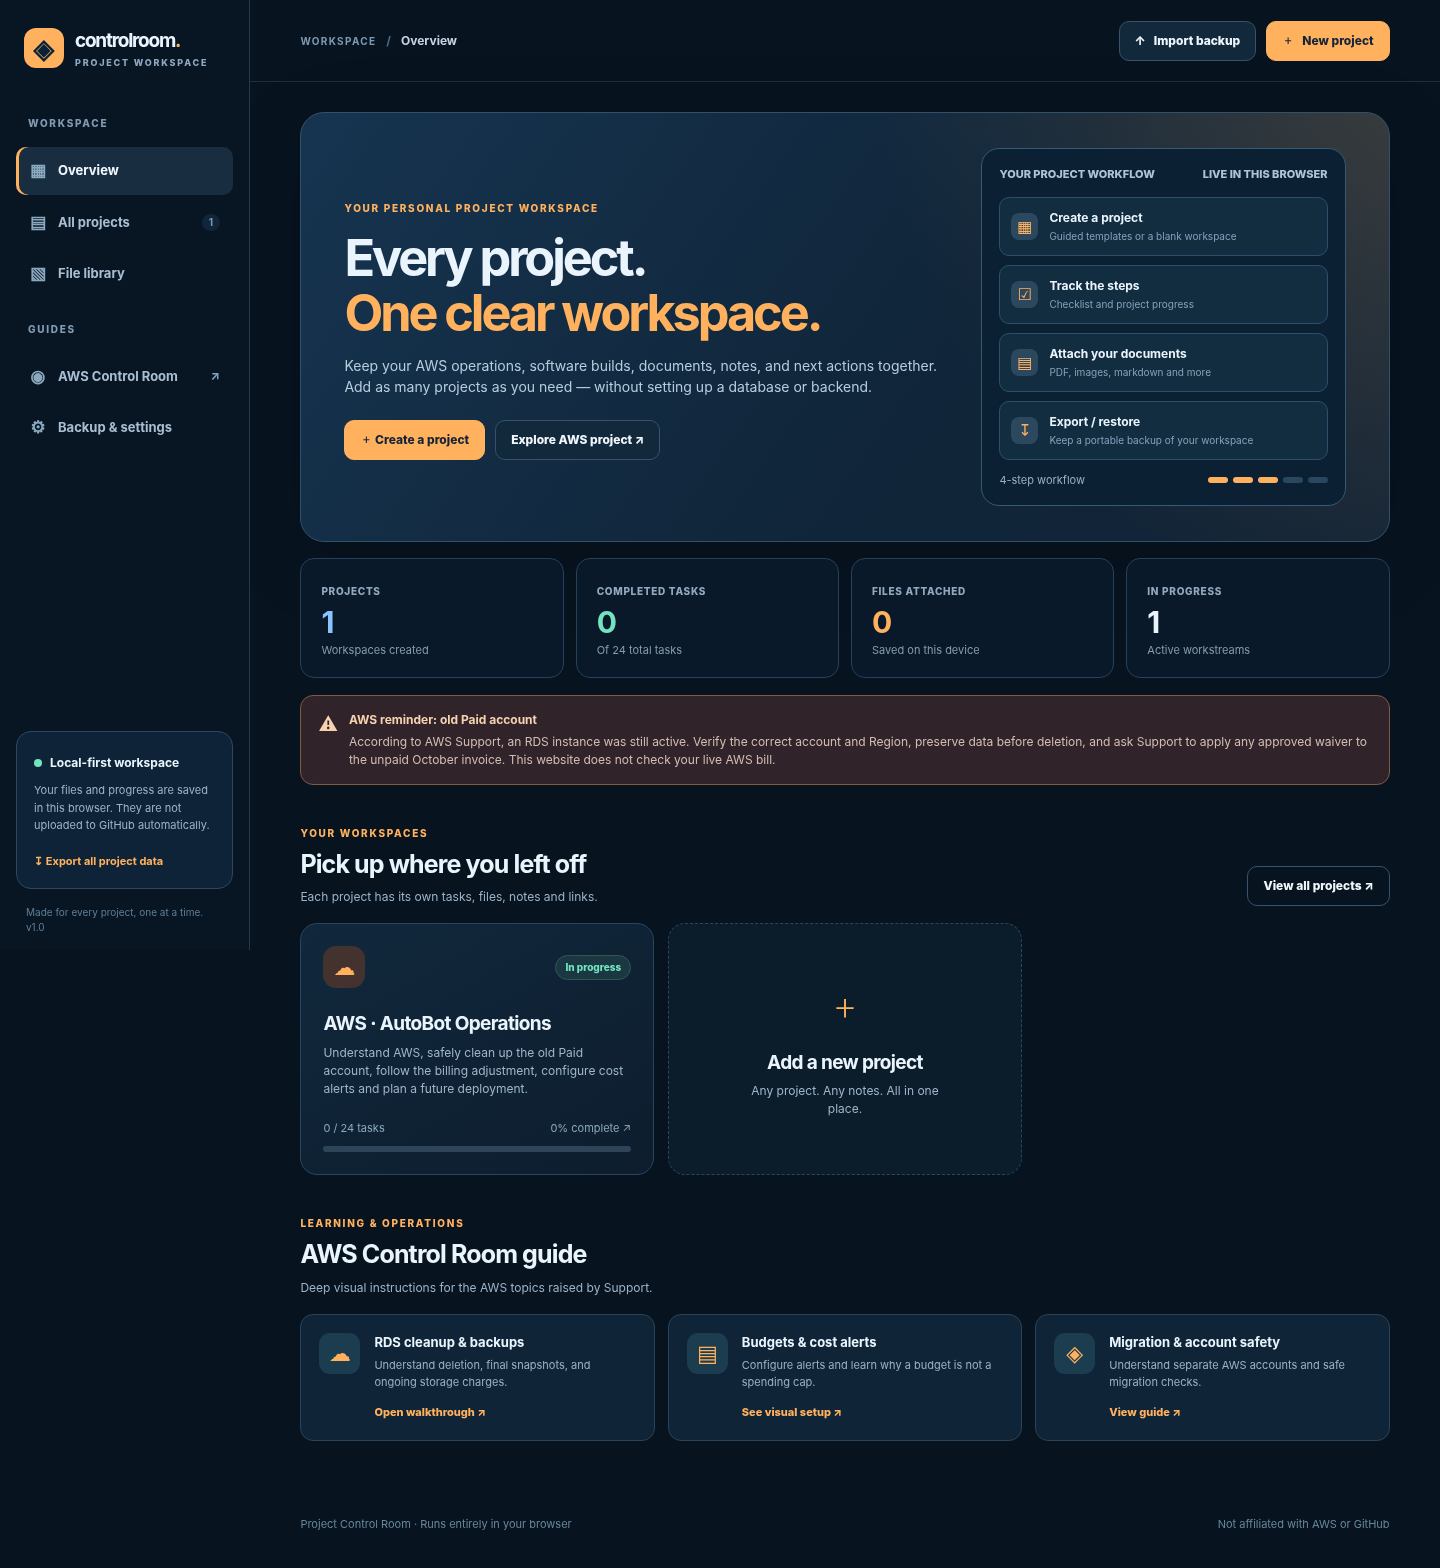 controlroom.
PROJECT WORKSPACE
WORKSPACE
Overview
All projects 1
File library
GUIDES
AWS Control Room ↗
Backup & settings
Local-first workspace
Your files and progress are saved
in this browser. They are not
uploaded to GitHub automatically.
↧ Export all project data
Made for every project, one at a time.
v1.0
WORKSPACE / Overview
↑ Import backup
+ New project
YOUR PERSONAL PROJECT WORKSPACE
Every project.
One clear workspace.
Keep your AWS operations, software builds, documents, notes, and next actions together.
Add as many projects as you need — without setting up a database or backend.
+ Create a project
Explore AWS project ↗
YOUR PROJECT WORKFLOW
LIVE IN THIS BROWSER
Create a project
Guided templates or a blank workspace
Track the steps
Checklist and project progress
Attach your documents
PDF, images, markdown and more
Export / restore
Keep a portable backup of your workspace
4-step workflow
PROJECTS
1
Workspaces created
COMPLETED TASKS
0
Of 24 total tasks
FILES ATTACHED
0
Saved on this device
IN PROGRESS
1
Active workstreams
AWS reminder: old Paid account
According to AWS Support, an RDS instance was still active. Verify the correct account and Region, preserve data before deletion, and ask Support to apply any approved waiver to
the unpaid October invoice. This website does not check your live AWS bill.
YOUR WORKSPACES
Pick up where you left off
Each project has its own tasks, files, notes and links.
View all projects ↗
In progress
AWS · AutoBot Operations
Understand AWS, safely clean up the old Paid
account, follow the billing adjustment, configure cost
alerts and plan a future deployment.
0 / 24 tasks
0% complete ↗
+
Add a new project
Any project. Any notes. All in one
place.
LEARNING & OPERATIONS
AWS Control Room guide
Deep visual instructions for the AWS topics raised by Support.
RDS cleanup & backups
Understand deletion, final snapshots, and
ongoing storage charges.
Open walkthrough ↗
Budgets & cost alerts
Configure alerts and learn why a budget is not a
spending cap.
See visual setup ↗
Migration & account safety
Understand separate AWS accounts and safe
migration checks.
View guide ↗
Project Control Room · Runs entirely in your browser
Not affiliated with AWS or GitHub